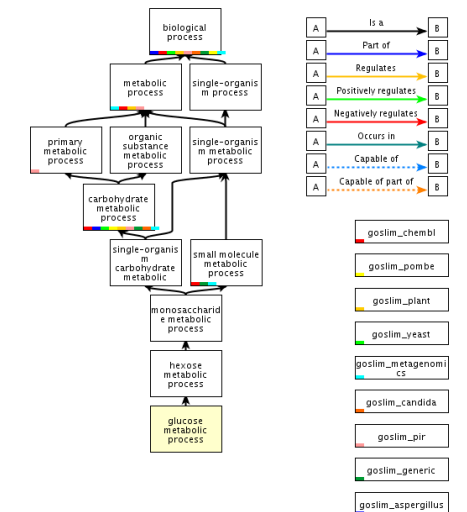 biological
process
metabolic
process
single-organis
m process
primary
metabolic
process
organic
substance
metabolic
process
single-organis
m metabolic
process
carbohydrate
metabolic
process
single-organis
m
carbohydrate
metabolic
small molecule
metabolic
process
monosaccharid
e metabolic
process
hexose
metabolic
process
glucose
metabolic
process
A Is a B
A Part of B
A Regulates B
A Positively regulates B
A Negatively regulates B
A Occurs in B
A Capable of B
A Capable of part of B
goslim_chembl
goslim_pombe
goslim_plant
goslim_yeast
goslim_metagenomi
cs
goslim_candida
goslim_pir
goslim_generic
goslim_aspergillus